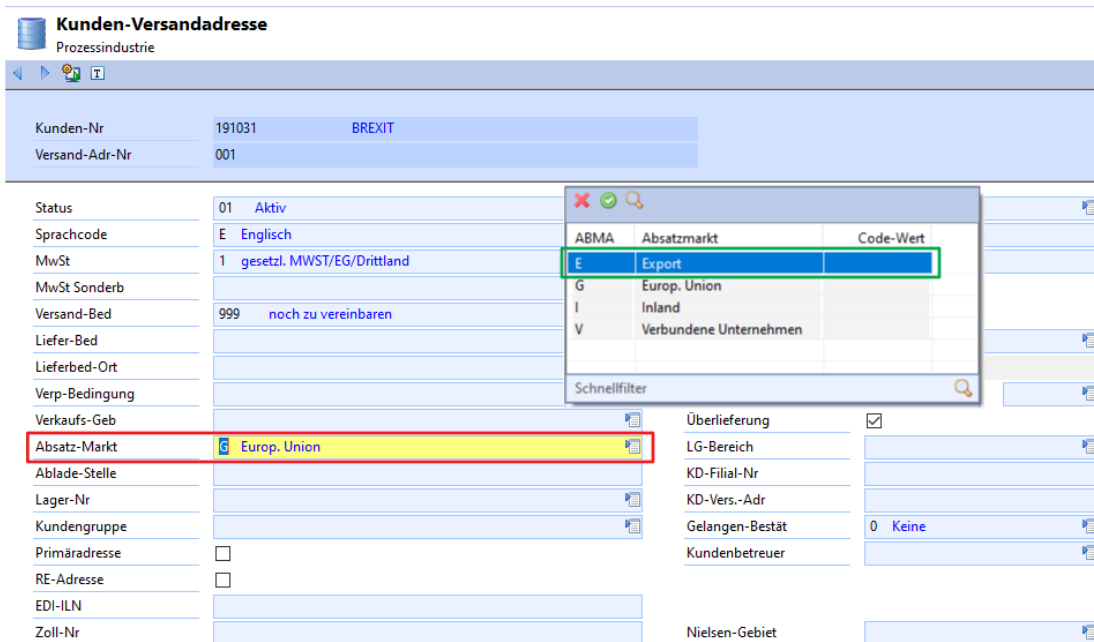 Kunden-Versandadresse
Prozessindustrie
T
Kunden-Nr 191031 BREXIT
Versand-Adr-Nr 001
Status 01 Aktiv
Sprachcode E Englisch
MwSt 1 gesetzl. MWST/EG/Drittland
MwSt Sonderb
Versand-Bed 999 noch zu vereinbaren
Liefer-Bed
Lieferbed-Ort
Verp-Bedingung
ABMA Absatzmarkt Code-Wert
E Export
G Europ. Union
I Inland
V Verbundene Unternehmen
Schnellfilter
Verkaufs-Geb Überlieferung
Absatz-Markt G Europ. Union LG-Bereich
Ablade-Stelle KD-Filial-Nr
Lager-Nr KD-Vers.-Adr
Kundengruppe Gelangen-Bestät 0 Keine
Primäradresse Kundenbetreuer
RE-Adresse
EDI-ILN
Zoll-Nr Nielsen-Gebiet